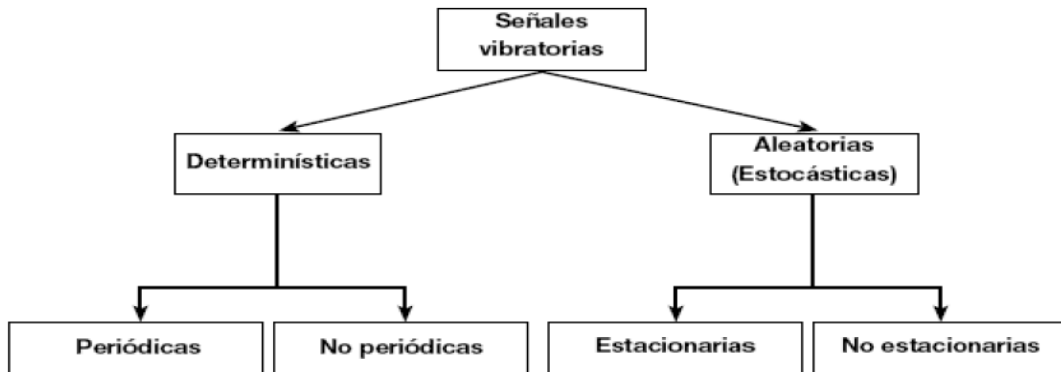 Señales
vibratorias
Determinísticas
Aleatorias
(Estocásticas)
Periódicas
No periódicas
Estacionarias
No estacionarias